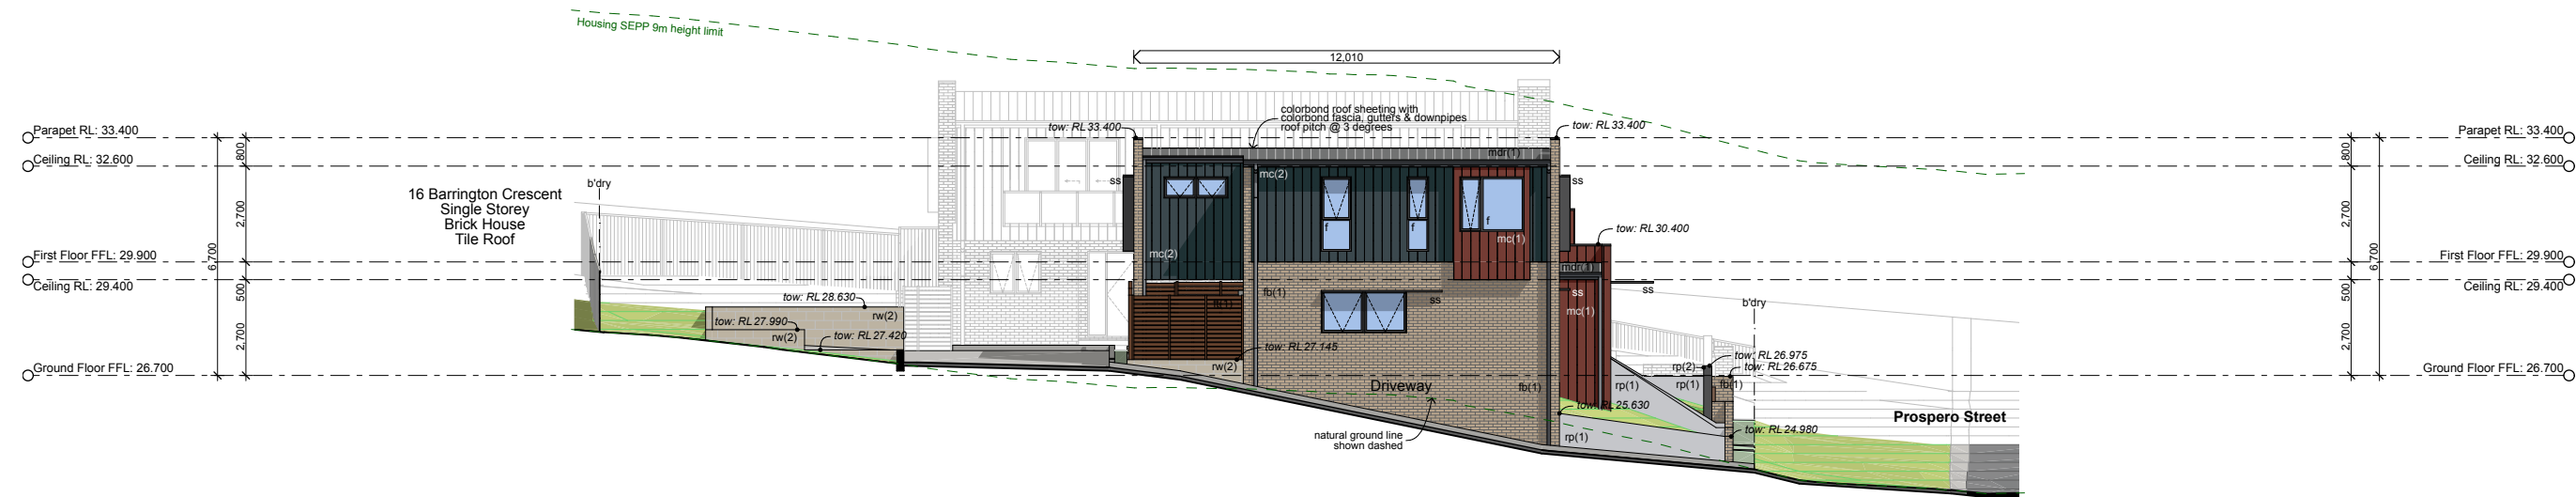 Housing SEPP 9m height limit
12,010
colorbond roof sheeting with
colorbond fascia, gutters & downpipes
roof pitch @ 3 degrees
tow: RL 33.400
tow: RL 33.400
Parapet RL: 33.400
Parapet RL: 33.400
800
800
Ceiling RL: 32.600
Ceiling RL: 32.600
mdr(1)
mc(2)
ss
ss
b'dry
16 Barrington Crescent
Single Storey
Brick House
Tile Roof
2,700
2,700
f
f
f
mc(1)
tow: RL 30.400
mc(2)
First Floor FFL: 29.900
First Floor FFL: 29.900
6,700
6,700
mdr(1)
Ceiling RL: 29.400
Ceiling RL: 29.400
500
500
ss
ss
ss
tow: RL 28.630
fb(1)
fb(1)
b'dry
rw(2)
mc(1)
tow: RL 27.990
rw(2)
tow: RL 27.420
2,700
2,700
tow: RL 27.145
tow: RL 26.975
rw(2)
rp(2)
tow: RL 26.675
Ground Floor FFL: 26.700
Ground Floor FFL: 26.700
Driveway
fb(1)
rp(1)
rp(1)
fb(1)
tow: RL 25.630
Prospero Street
natural ground line
shown dashed
rp(1)
tow: RL 24.980